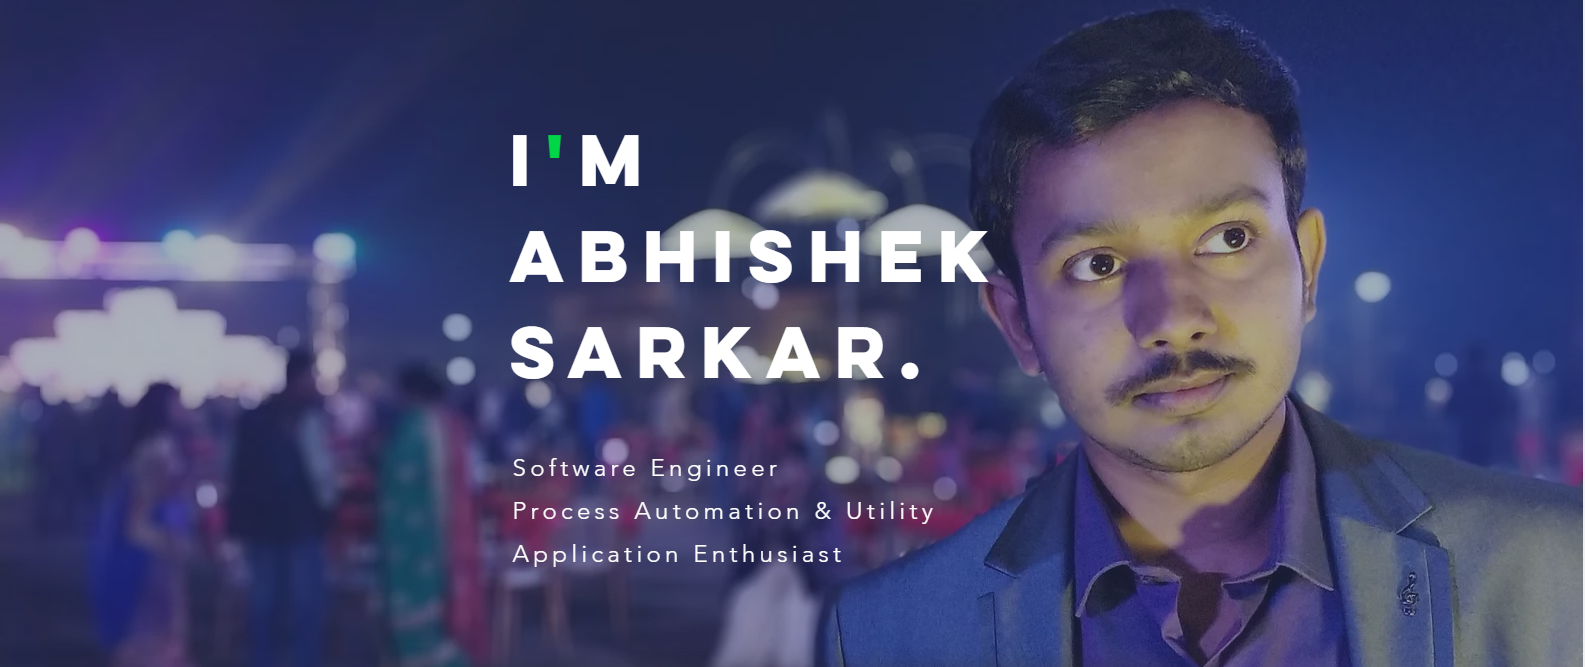 I'M
ABHISHEK
SARKAR.
Software Engineer
Process Automation & Utility
Application Enthusiast